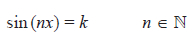 sin(nx) = k n ∈ ℕ